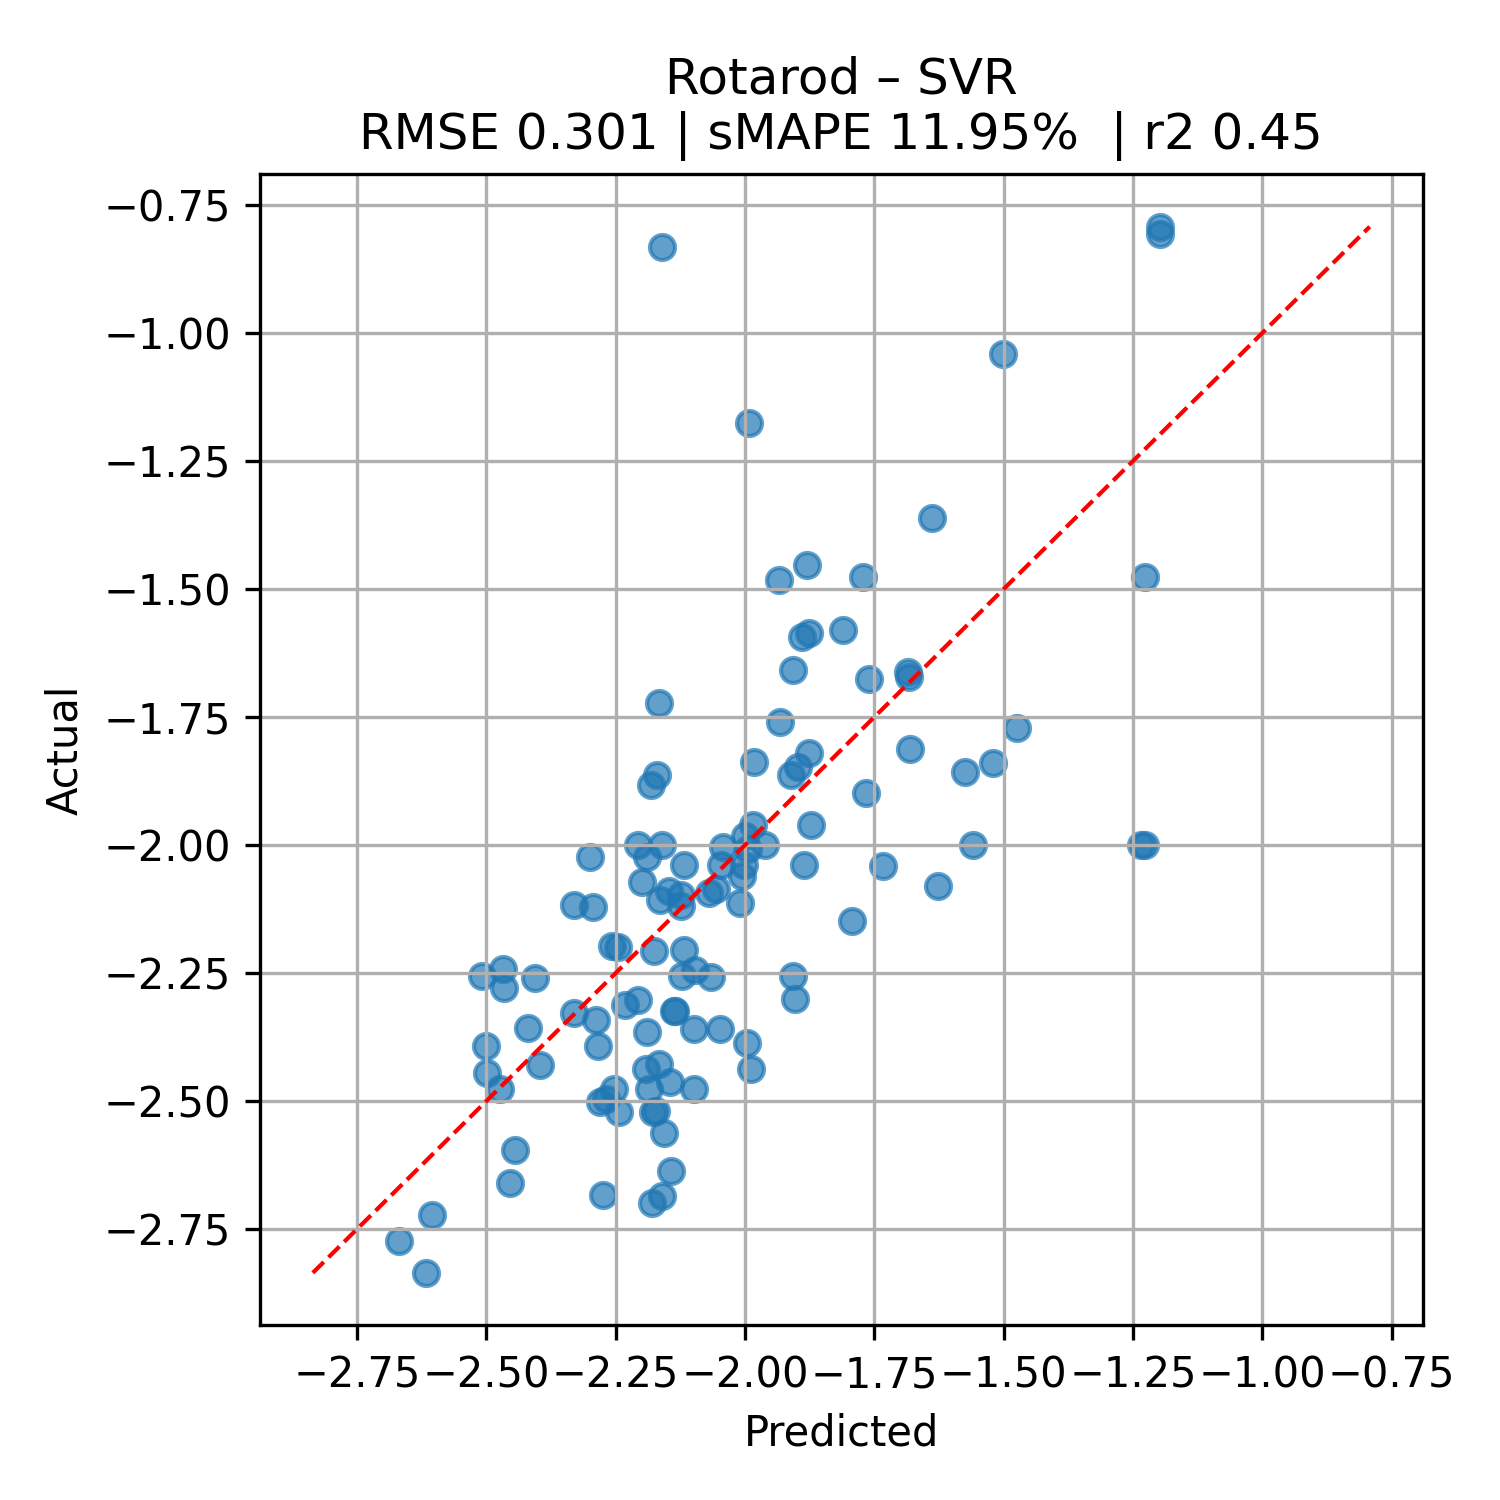 Rotarod – SVR
RMSE 0.301 | sMAPE 11.95%  | r2 0.45
−0.75
−1.00
−1.25
−1.50
−1.75
−2.00
−2.25
−2.50
−2.75
Actual
−2.75 −2.50 −2.25 −2.00 −1.75 −1.50 −1.25 −1.00 −0.75
Predicted